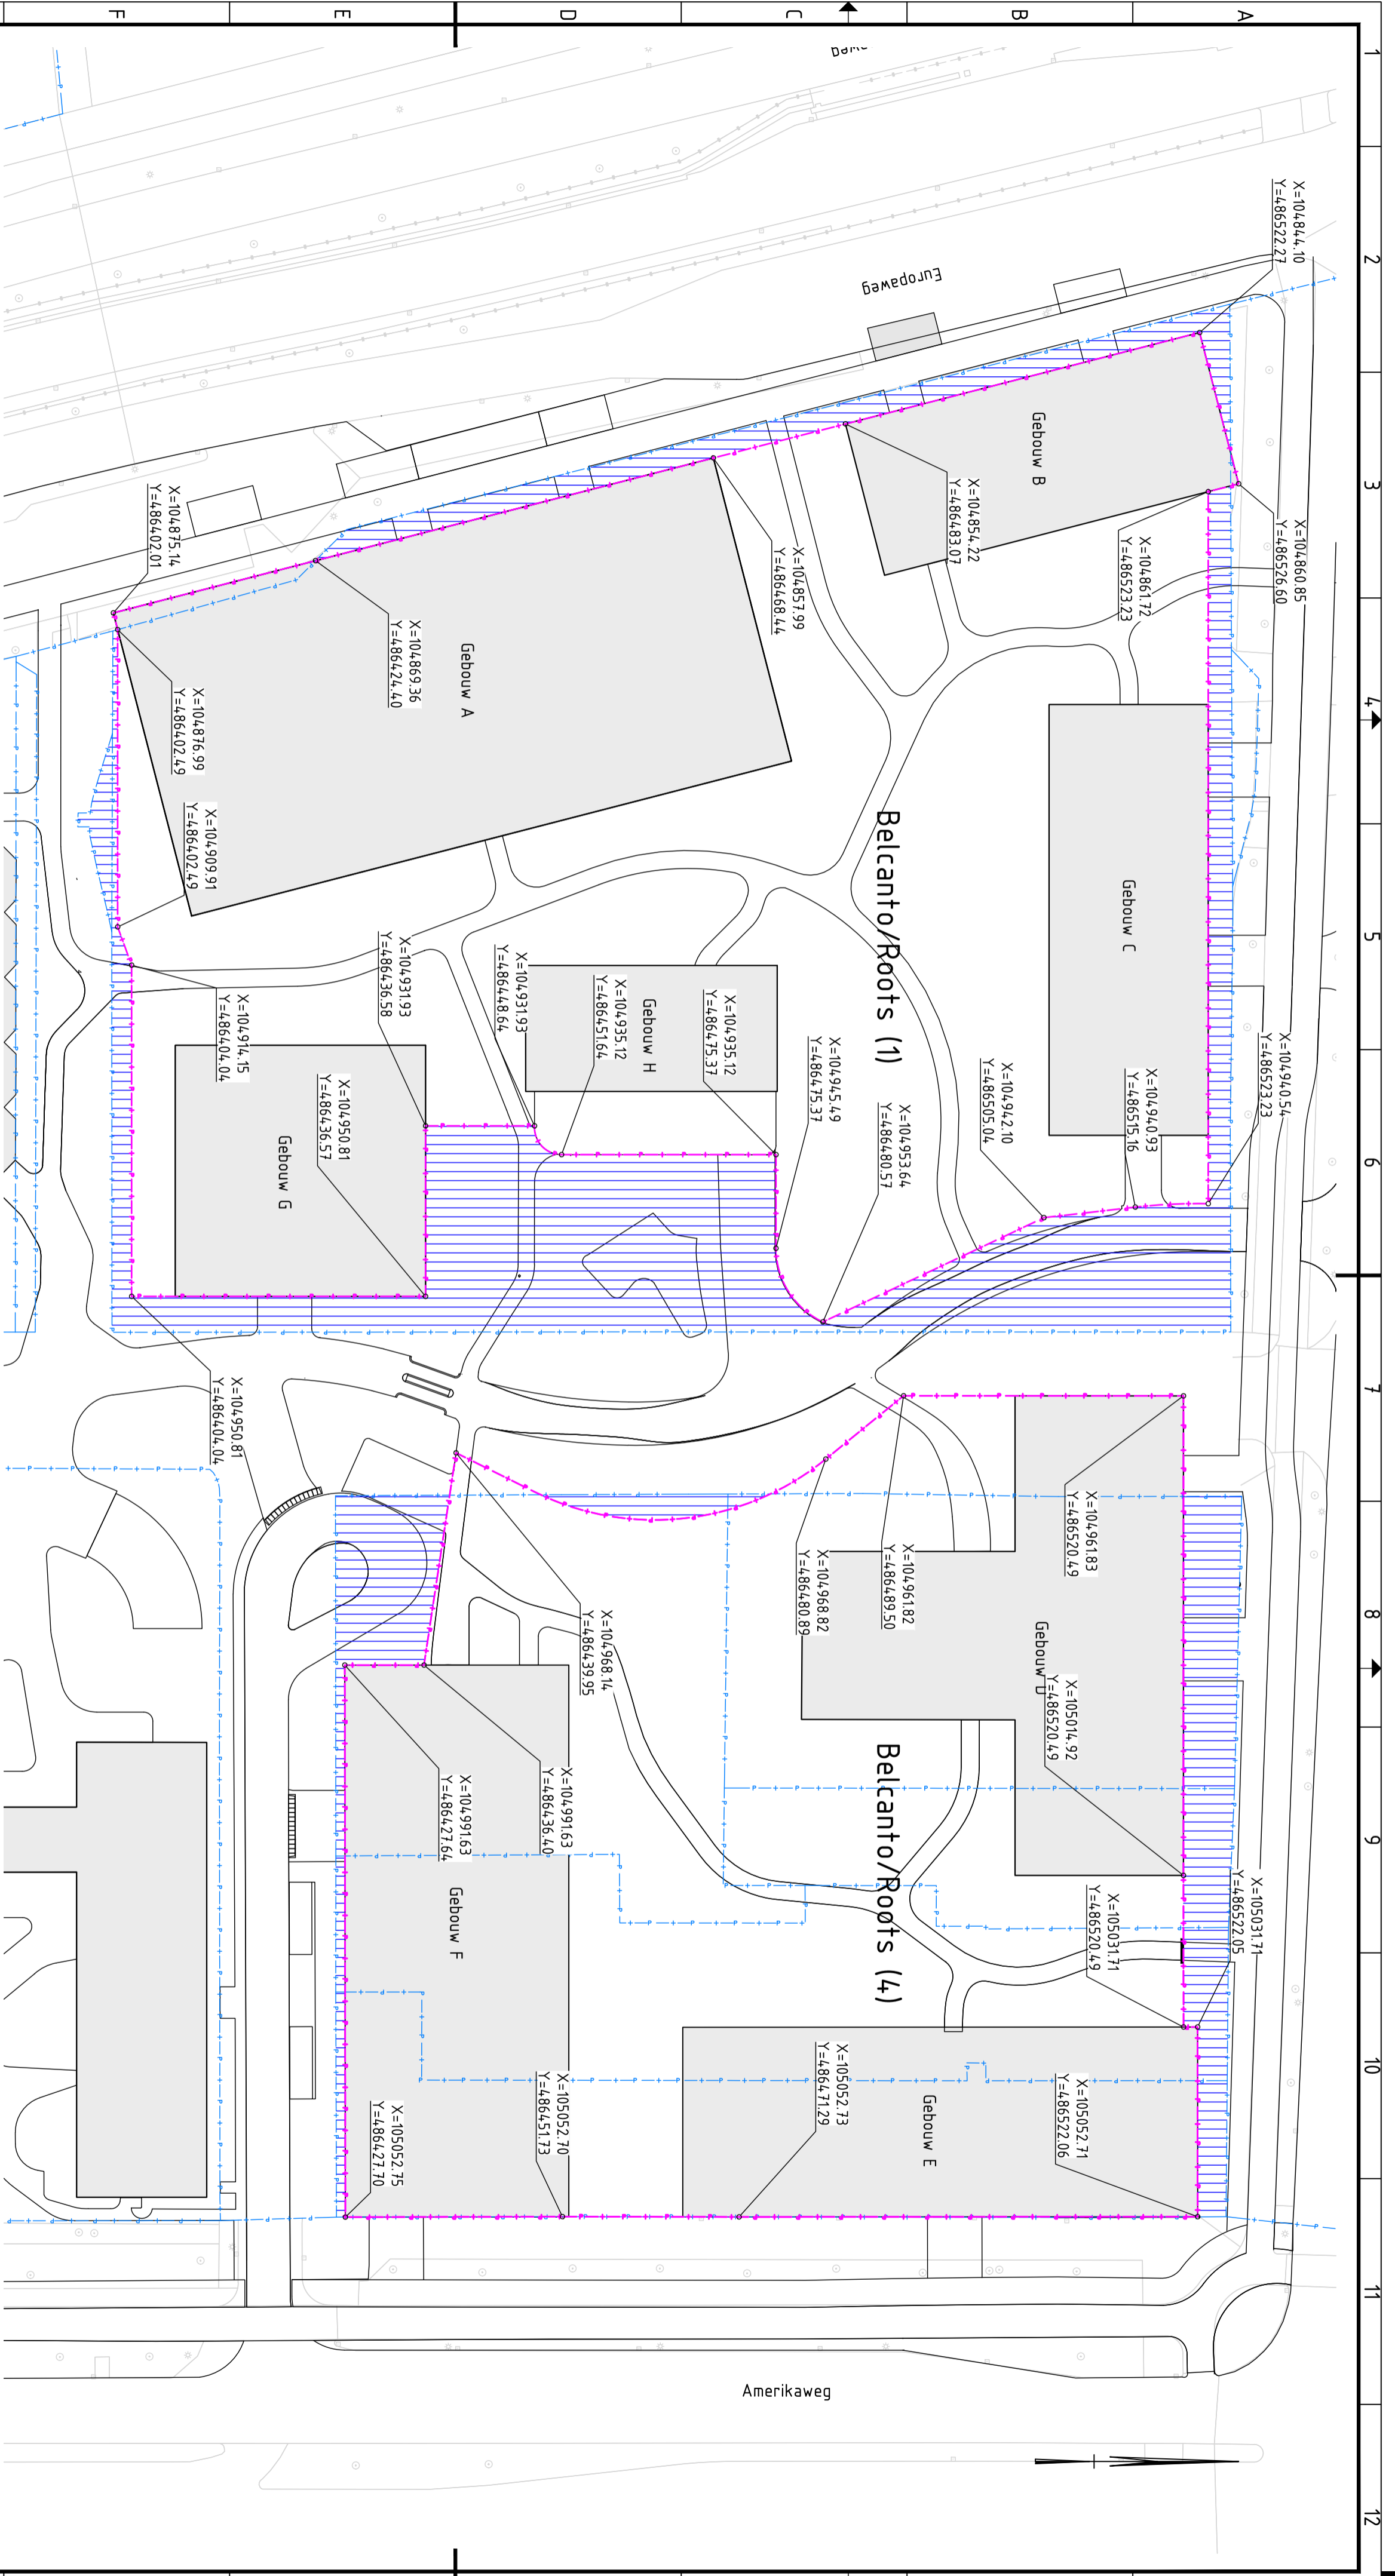 F
E
D
C
B
A
1
2
3
4
5
6
7
8
9
10
11
12
Europaweg
X=104844.10
Y=486522.27
X=104860.85
Y=486526.60
X=104861.72
Y=486523.23
X=104854.22
Y=486483.07
Gebouw B
X=104857.99
Y=486468.44
X=104869.36
Y=486424.40
X=104875.14
Y=486402.01
X=104876.99
Y=486402.49
X=104909.91
Y=486402.49
Gebouw A
Gebouw C
Belcanto/Roots (1)
X=104914.15
Y=486404.04
X=104931.93
Y=486436.58
X=104931.93
Y=486448.64
X=104935.12
Y=486451.64
Gebouw H
X=104935.12
Y=486475.37
X=104945.49
Y=486475.37
X=104953.64
Y=486480.57
X=104942.10
Y=486505.04
X=104940.93
Y=486515.16
X=104940.54
Y=486523.23
X=104950.81
Y=486436.57
Gebouw G
X=104950.81
Y=486404.04
X=104961.83
Y=486520.49
X=104961.82
Y=486489.50
X=104968.82
Y=486480.89
X=104968.14
Y=486439.95
Gebouw D
X=105014.92
Y=486520.49
Belcanto/Roots (4)
X=104991.63
Y=486436.40
X=104991.63
Y=486427.64
Gebouw F
X=105031.71
Y=486522.05
X=105031.71
Y=486520.49
X=105052.73
Y=486471.29
Gebouw E
X=105052.71
Y=486522.06
X=105052.70
Y=486451.73
X=105052.75
Y=486427.70
Amerikaweg